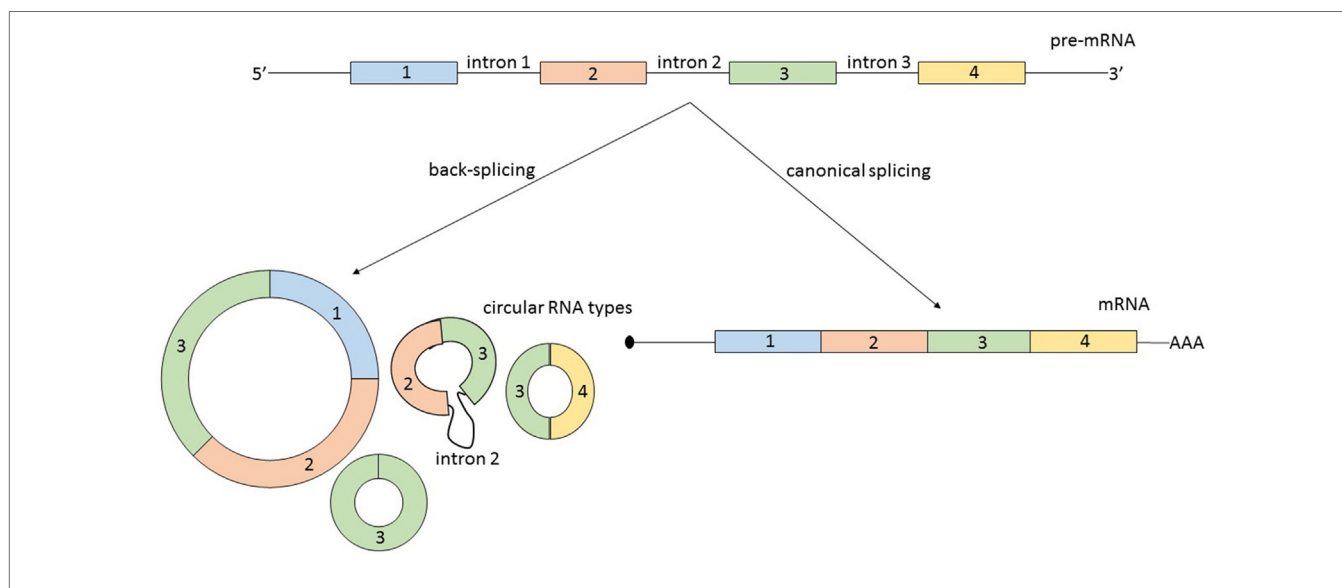 pre-mRNA
5’ 1 intron 1 2 intron 2 3 intron 3 4 3’
back-splicing
canonical splicing
circular RNA types
mRNA
1 2 3 4 AAA
1
2
3
2
3
intron 2
3
4
3